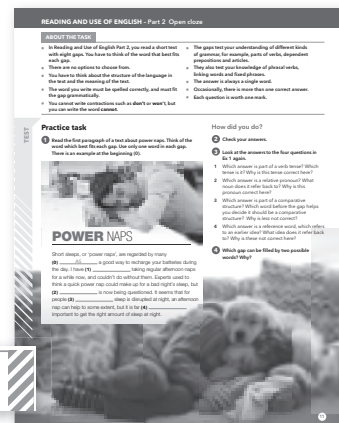 READING AND USE OF ENGLISH - Part 2 Open cloze
ABOUT THE TASK
In Reading and Use of English Part 2, you read a short text
with eight gaps. You have to think of the word that best fits
each gap.
There are no options to choose from.
You have to think about the structure of the language in
the text and the meaning of the text.
The word you write must be spelled correctly, and must fit
the gap grammatically.
You cannot write contractions such as don't or won't, but
you can write the word cannot.
The gaps test your understanding of different kinds
of grammar, for example, parts of verbs, dependent
prepositions and articles.
They also test your knowledge of phrasal verbs,
linking words and fixed phrases.
The answer is always a single word.
Occasionally, there is more than one correct answer.
Each question is worth one mark.
TEST
Practice task
1 Read the first paragraph of a text about power naps. Think of the
word which best fits each gap. Use only one word in each gap.
There is an example at the beginning (0).
POWER NAPS
Short sleeps, or 'power naps', are regarded by many
(0) as a good way to recharge your batteries during
the day. I have (1) taking regular afternoon naps
for a while now, and couldn't do without them. Experts used to
think a quick power nap could make up for a bad night's sleep, but
(2) is now being questioned. It seems that for
people (3) sleep is disrupted at night, an afternoon
nap can help to some extent, but it is far (4)
important to get the right amount of sleep at night.
How did you do?
2 Check your answers.
3 Look at the answers to the four questions in
Ex 1 again.
1 Which answer is part of a verb tense? Which
tense is it? Why is this tense correct here?
2 Which answer is a relative pronoun? What
noun does it refer back to? Why is this
pronoun correct here?
3 Which answer is part of a comparative
structure? Which word before the gap helps
you decide it should be a comparative
structure? Why is less not correct?
4 Which answer is a reference word, which refers
to an earlier idea? What idea does it refer back
to? Why is these not correct here?
4 Which gap can be filled by two possible
words? Why?